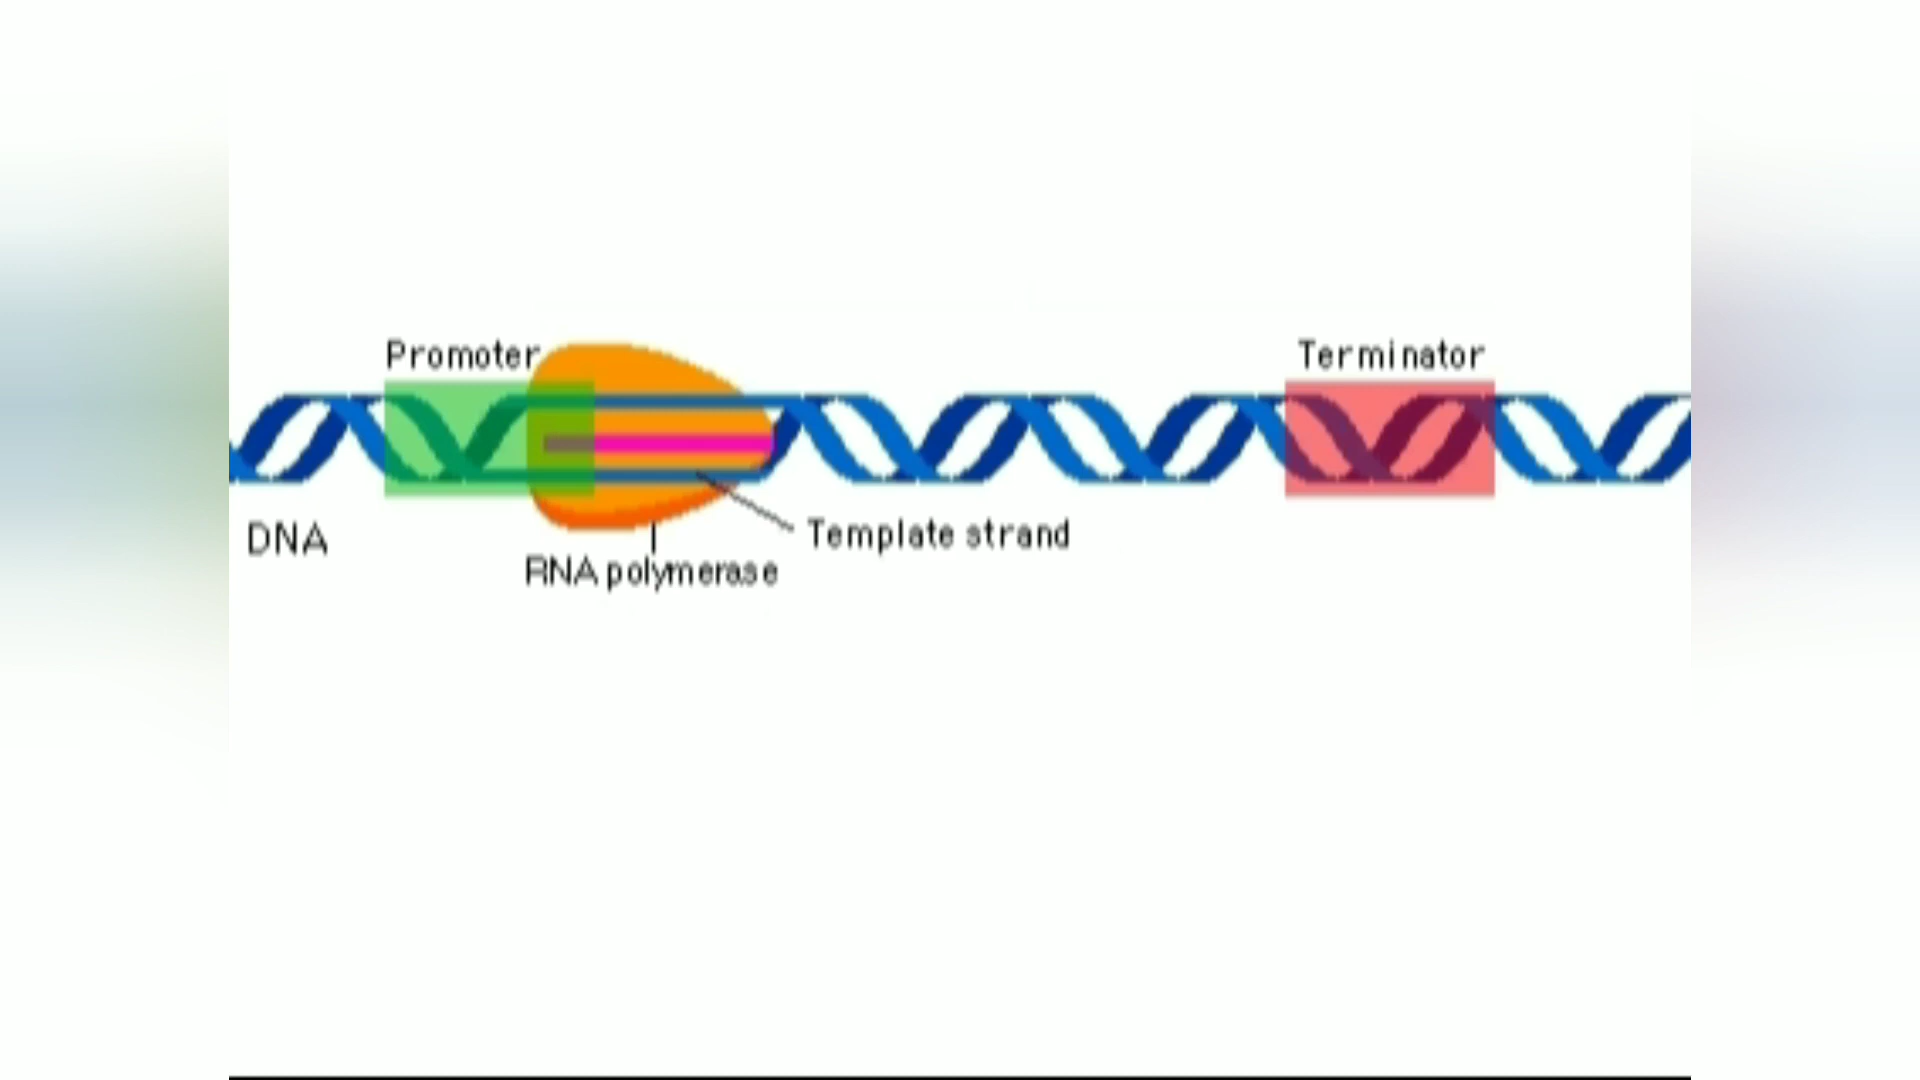 Promoter
Terminator
DNA
Template strand
RNA polymerase